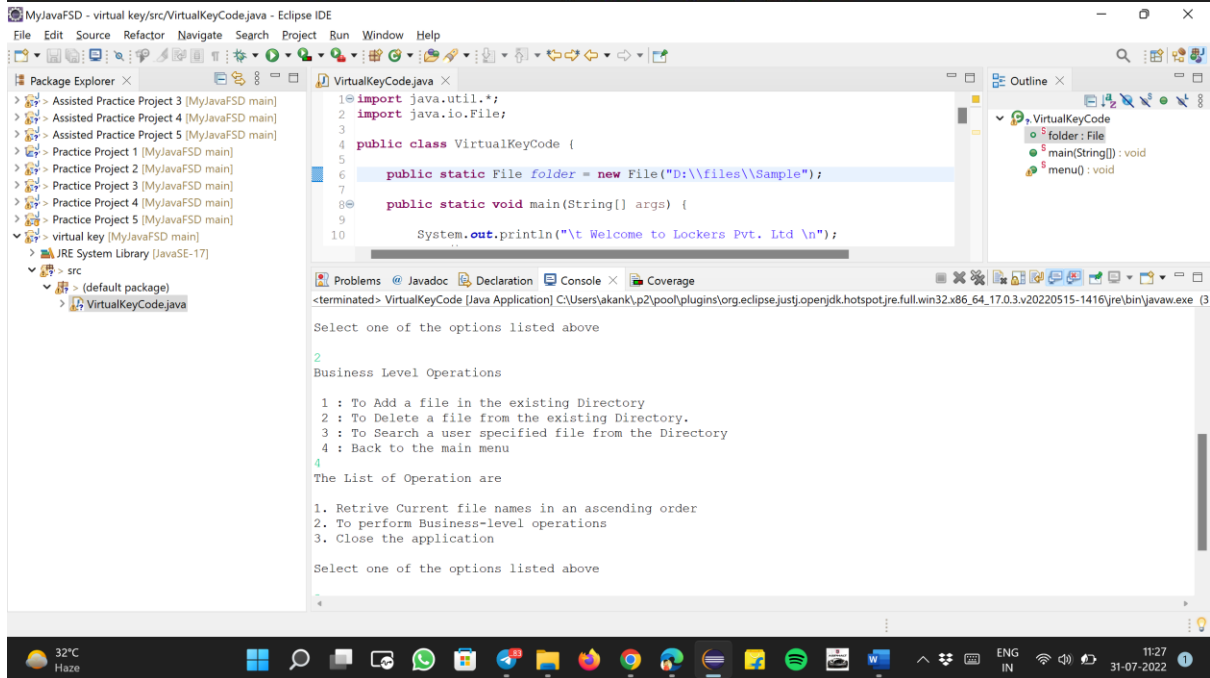 MyJavaFSD - virtual key/src/VirtualKeyCode.java - Eclipse IDE
File Edit Source Refactor Navigate Search Project Run Window Help
Package Explorer
> Assisted Practice Project 3 [MyJavaFSD main]
> Assisted Practice Project 4 [MyJavaFSD main]
> Assisted Practice Project 5 [MyJavaFSD main]
> Practice Project 1 [MyJavaFSD main]
> Practice Project 2 [MyJavaFSD main]
> Practice Project 3 [MyJavaFSD main]
> Practice Project 4 [MyJavaFSD main]
> Practice Project 5 [MyJavaFSD main]
> virtual key [MyJavaFSD main]
JRE System Library [JavaSE-17]
> src
> (default package)
VirtualKeyCode.java
VirtualKeyCode.java
1 import java.util.*;
2 import java.io.File;
3
4 public class VirtualKeyCode {
5
6 public static File folder = new File("D:\\files\\Sample");
7
8 public static void main(String[] args) {
9
10 System.out.println("\t Welcome to Lockers Pvt. Ltd \n");
Outline
VirtualKeyCode
folder : File
main(String[]) : void
menu() : void
Problems @ Javadoc Declaration Console Coverage
<terminated> VirtualKeyCode [Java Application] C:\Users\akank\.p2\pool\plugins\org.eclipse.justj.openjdk.hotspot.jre.full.win32.x86_64_17.0.3.v20220515-1416\jre\bin\javaw.exe (3
Select one of the options listed above
2
Business Level Operations
1 : To Add a file in the existing Directory
2 : To Delete a file from the existing Directory.
3 : To Search a user specified file from the Directory
4 : Back to the main menu
4
The List of Operation are
1. Retrive Current file names in an ascending order
2. To perform Business-level operations
3. Close the application
Select one of the options listed above
32°C
Haze
ENG
IN
11:27
31-07-2022
1